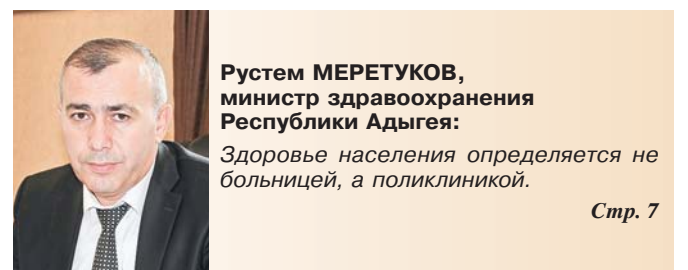 Рустем МЕРЕТУКОВ,
министр здравоохранения
Республики Адыгея:
Здоровье населения определяется не
больницей, а поликлиникой.
Стр. 7